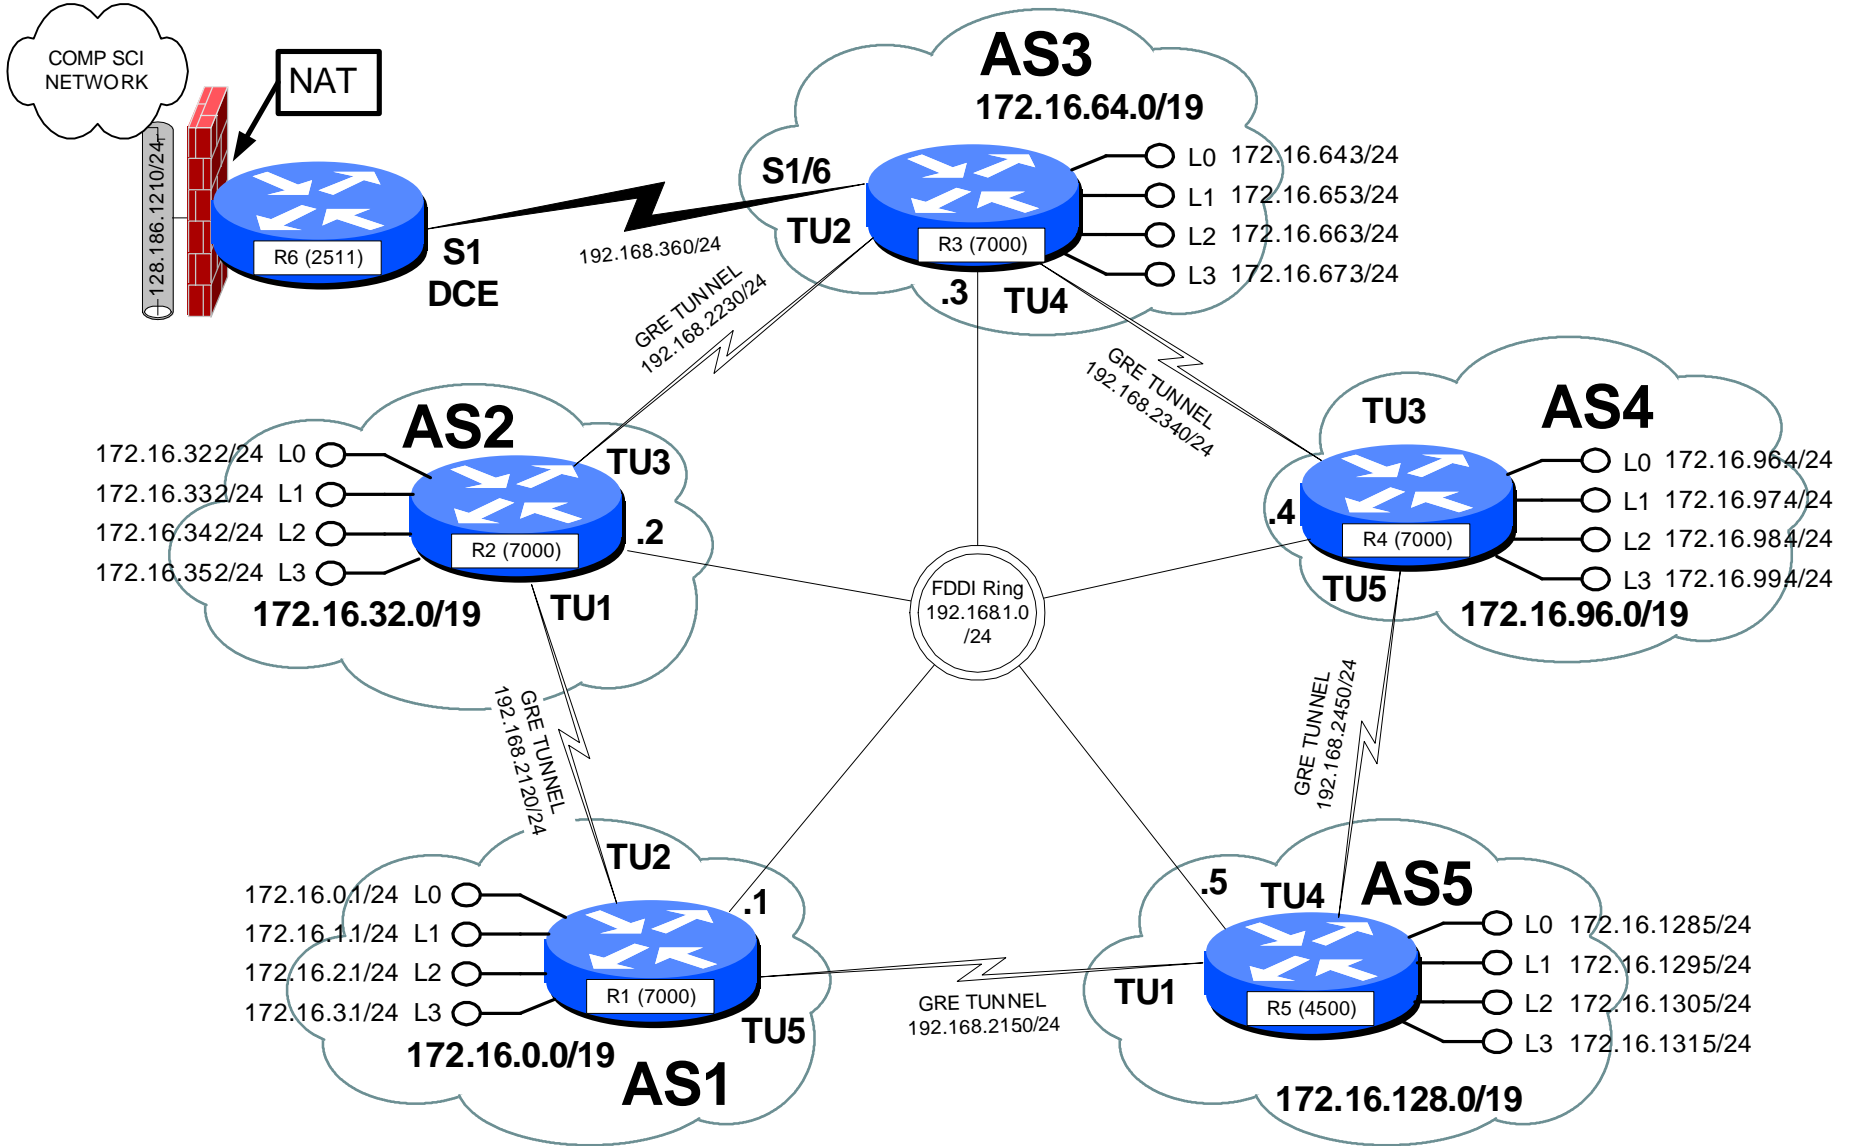 COMP SCI
NETWORK
NAT
128.186.1210/24
R6 (2511)
S1
DCE
192.168.360/24
AS3
172.16.64.0/19
S1/6
TU2
R3 (7000)
L0 172.16.643/24
L1 172.16.653/24
L2 172.16.663/24
L3 172.16.673/24
.3
TU4
GRE TUNNEL
192.168.2230/24
GRE TUNNEL
192.168.2340/24
AS2
172.16.322/24 L0
172.16.332/24 L1
172.16.342/24 L2
172.16.352/24 L3
TU3
.2
R2 (7000)
172.16.32.0/19
TU1
FDDI Ring
192.1681.0
/24
TU3
AS4
.4
R4 (7000)
L0 172.16.964/24
L1 172.16.974/24
L2 172.16.984/24
L3 172.16.994/24
TU5
172.16.96.0/19
GRE TUNNEL
192.168.2120/24
GRE TUNNEL
192.168.2450/24
TU2
.1
172.16.0.1/24 L0
172.16.1.1/24 L1
172.16.2.1/24 L2
172.16.3.1/24 L3
R1 (7000)
TU5
172.16.0.0/19
AS1
GRE TUNNEL
192.168.2150/24
.5
TU4
AS5
TU1
R5 (4500)
L0 172.16.1285/24
L1 172.16.1295/24
L2 172.16.1305/24
L3 172.16.1315/24
172.16.128.0/19